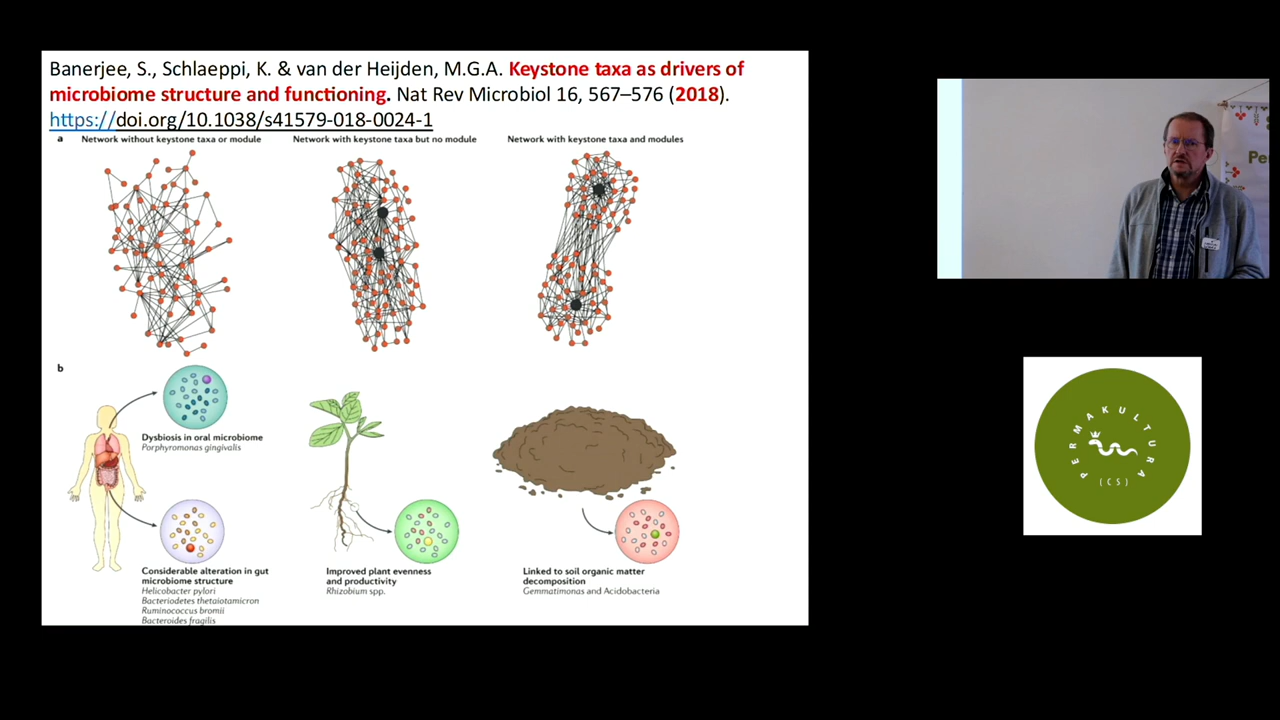 Banerjee, S., Schlaeppi, K. & van der Heijden, M.G.A. Keystone taxa as drivers of
microbiome structure and functioning. Nat Rev Microbiol 16, 567–576 (2018).
https://doi.org/10.1038/s41579-018-0024-1
a Network without keystone taxa or module Network with keystone taxa but no module Network with keystone taxa and modules
b
Dysbiosis in oral microbiome
Porphyromonas gingivalis
Considerable alteration in gut
microbiome structure
Helicobacter pylori
Bacteriodetes thetaiotamicron
Ruminococcus bromii
Bacteroides fragilis
Improved plant evenness
and productivity
Rhizobium spp.
Linked to soil organic matter
decomposition
Gemmatimonas and Acidobacteria
Pe
PERMAKULTURA
(CS)